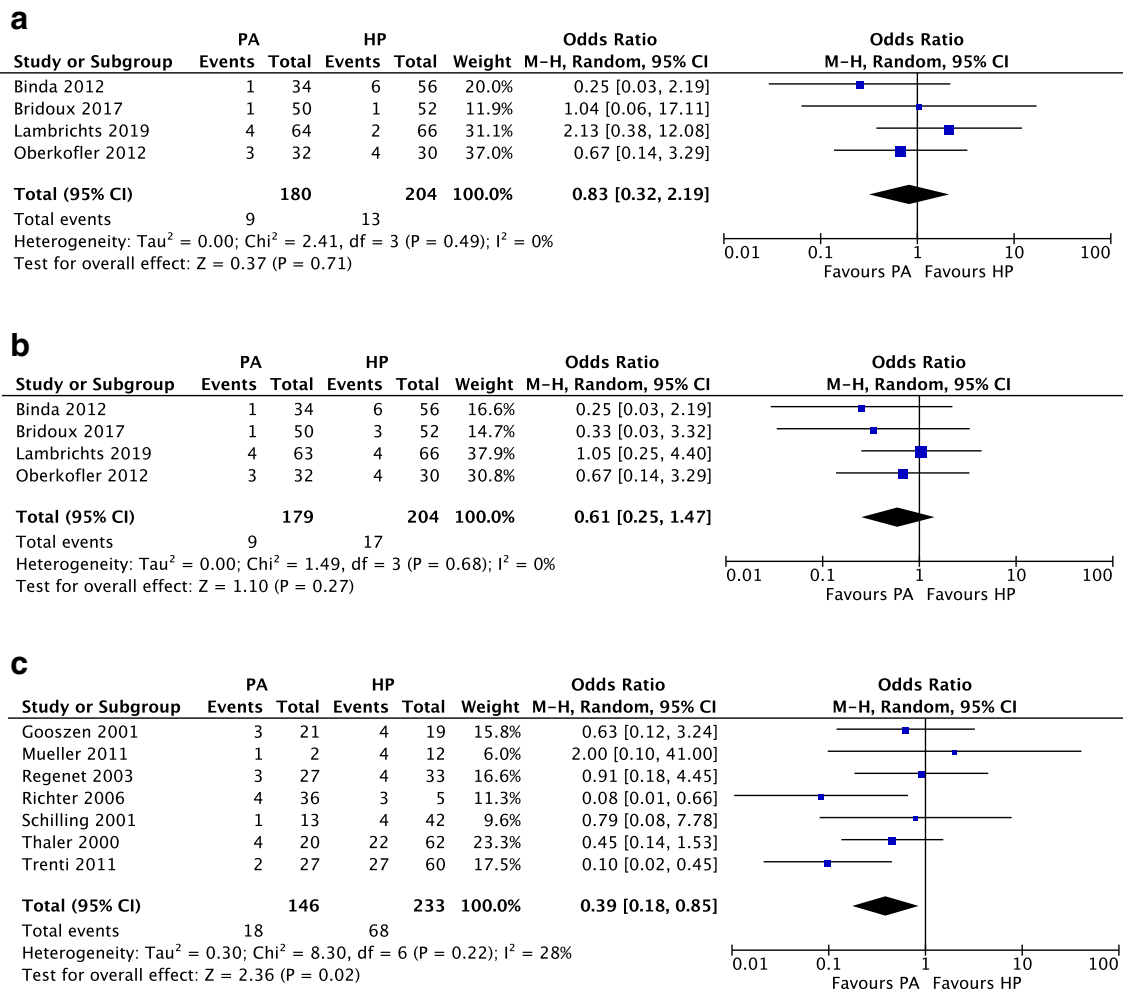 a
PA HP Odds Ratio Odds Ratio
Study or Subgroup Events Total Events Total Weight M-H, Random, 95% CI M-H, Random, 95% CI
Binda 2012 1 34 6 56 20.0% 0.25 [0.03, 2.19]
Bridoux 2017 1 50 1 52 11.9% 1.04 [0.06, 17.11]
Lambrichts 2019 4 64 2 66 31.1% 2.13 [0.38, 12.08]
Oberkofler 2012 3 32 4 30 37.0% 0.67 [0.14, 3.29]
Total (95% CI) 180 204 100.0% 0.83 [0.32, 2.19]
Total events 9 13
Heterogeneity: Tau² = 0.00; Chi² = 2.41, df = 3 (P = 0.49); I² = 0%
Test for overall effect: Z = 0.37 (P = 0.71)
0.01 0.1 1 10 100
Favours PA Favours HP
b
PA HP Odds Ratio Odds Ratio
Study or Subgroup Events Total Events Total Weight M-H, Random, 95% CI M-H, Random, 95% CI
Binda 2012 1 34 6 56 16.6% 0.25 [0.03, 2.19]
Bridoux 2017 1 50 3 52 14.7% 0.33 [0.03, 3.32]
Lambrichts 2019 4 63 4 66 37.9% 1.05 [0.25, 4.40]
Oberkofler 2012 3 32 4 30 30.8% 0.67 [0.14, 3.29]
Total (95% CI) 179 204 100.0% 0.61 [0.25, 1.47]
Total events 9 17
Heterogeneity: Tau² = 0.00; Chi² = 1.49, df = 3 (P = 0.68); I² = 0%
Test for overall effect: Z = 1.10 (P = 0.27)
0.01 0.1 1 10 100
Favours PA Favours HP
c
PA HP Odds Ratio Odds Ratio
Study or Subgroup Events Total Events Total Weight M-H, Random, 95% CI M-H, Random, 95% CI
Gooszen 2001 3 21 4 19 15.8% 0.63 [0.12, 3.24]
Mueller 2011 1 2 4 12 6.0% 2.00 [0.10, 41.00]
Regenet 2003 3 27 4 33 16.6% 0.91 [0.18, 4.45]
Richter 2006 4 36 3 5 11.3% 0.08 [0.01, 0.66]
Schilling 2001 1 13 4 42 9.6% 0.79 [0.08, 7.78]
Thaler 2000 4 20 22 62 23.3% 0.45 [0.14, 1.53]
Trenti 2011 2 27 27 60 17.5% 0.10 [0.02, 0.45]
Total (95% CI) 146 233 100.0% 0.39 [0.18, 0.85]
Total events 18 68
Heterogeneity: Tau² = 0.30; Chi² = 8.30, df = 6 (P = 0.22); I² = 28%
Test for overall effect: Z = 2.36 (P = 0.02)
0.01 0.1 1 10 100
Favours PA Favours HP